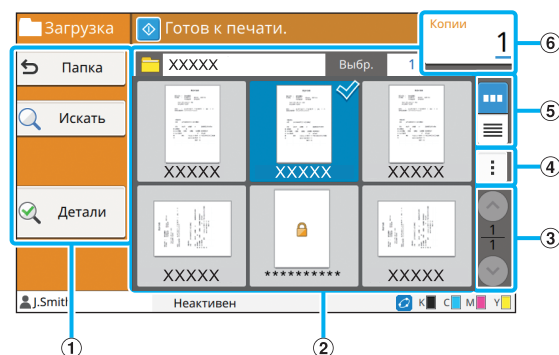 Загрузка
Готов к печати.
Копии
1
Папка
Искать
Детали
XXXXX
Выбр.
1
XXXXX
XXXXX
XXXXX
XXXXX
**********
XXXXX
1
1
J.Smith
Неактивен
K
C
M
Y
①
②
③
④
⑤
⑥